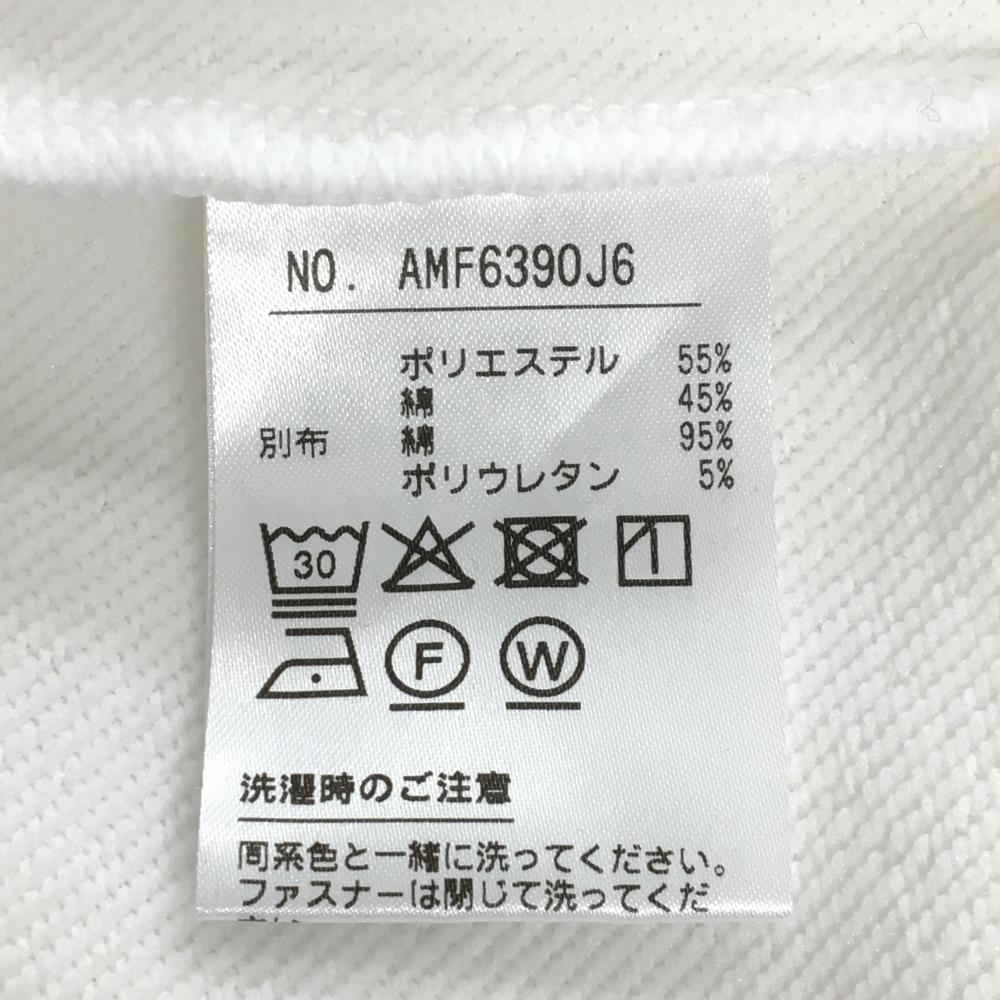 NO. AMF6390J6
ポリエステル 55%
綿 45%
別布 綿 95%
ポリウレタン 5%
30
F W
洗濯時のご注意
同系色と一緒に洗ってください。
ファスナーは閉じて洗ってくだ